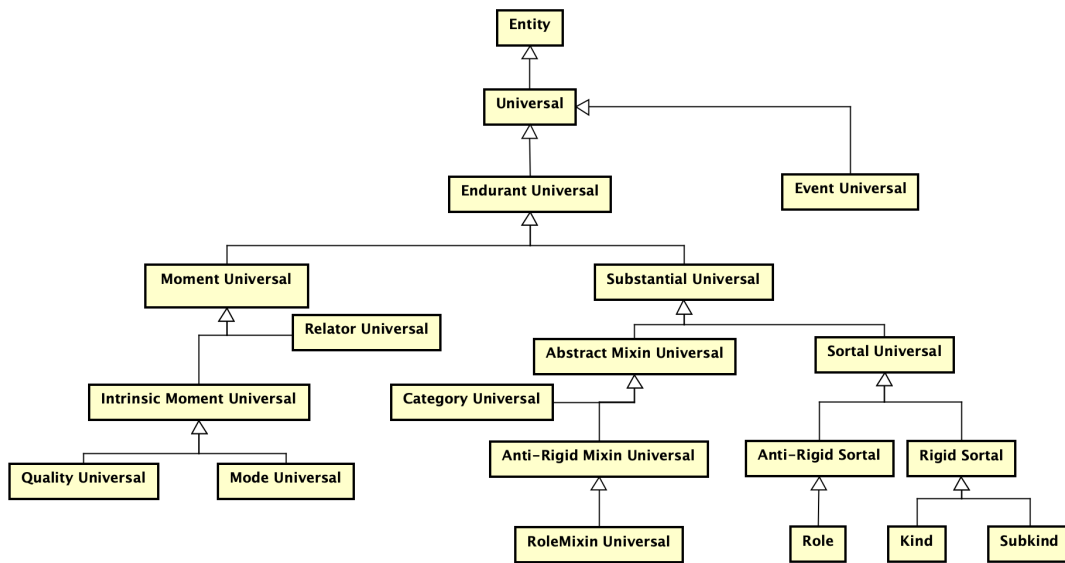 Entity
Universal
Endurant Universal
Event Universal
Moment Universal
Substantial Universal
Relator Universal
Abstract Mixin Universal
Sortal Universal
Intrinsic Moment Universal
Category Universal
Anti-Rigid Mixin Universal
Anti-Rigid Sortal
Rigid Sortal
Quality Universal
Mode Universal
RoleMixin Universal
Role
Kind
Subkind